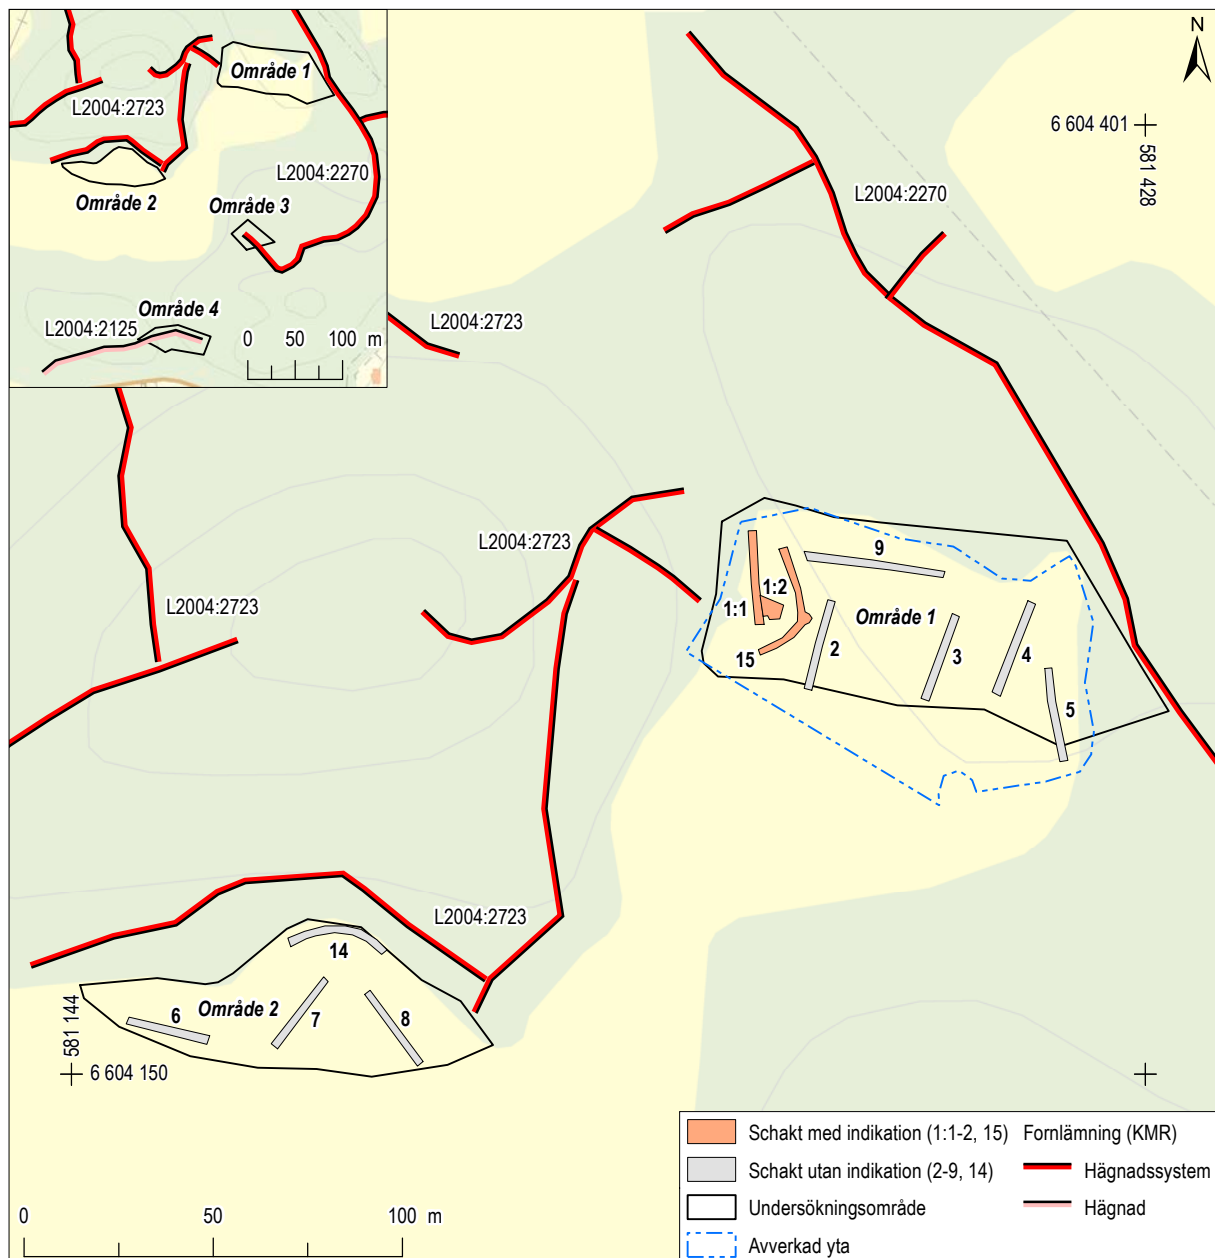 Område 1
L2004:2723
L2004:2270
Område 2
Område 3
Område 4
L2004:2125
0 50 100 m
N
6 604 401
581 428
L2004:2270
L2004:2723
L2004:2723
L2004:2723
9
1:2
1:1
Område 1
2
3
4
15
5
L2004:2723
14
Område 2
6
7
8
581 144
6 604 150
Schakt med indikation (1:1-2, 15)
Schakt utan indikation (2-9, 14)
Undersökningsområde
Avverkad yta
Fornlämning (KMR)
Hägnadssystem
Hägnad
0 50 100 m